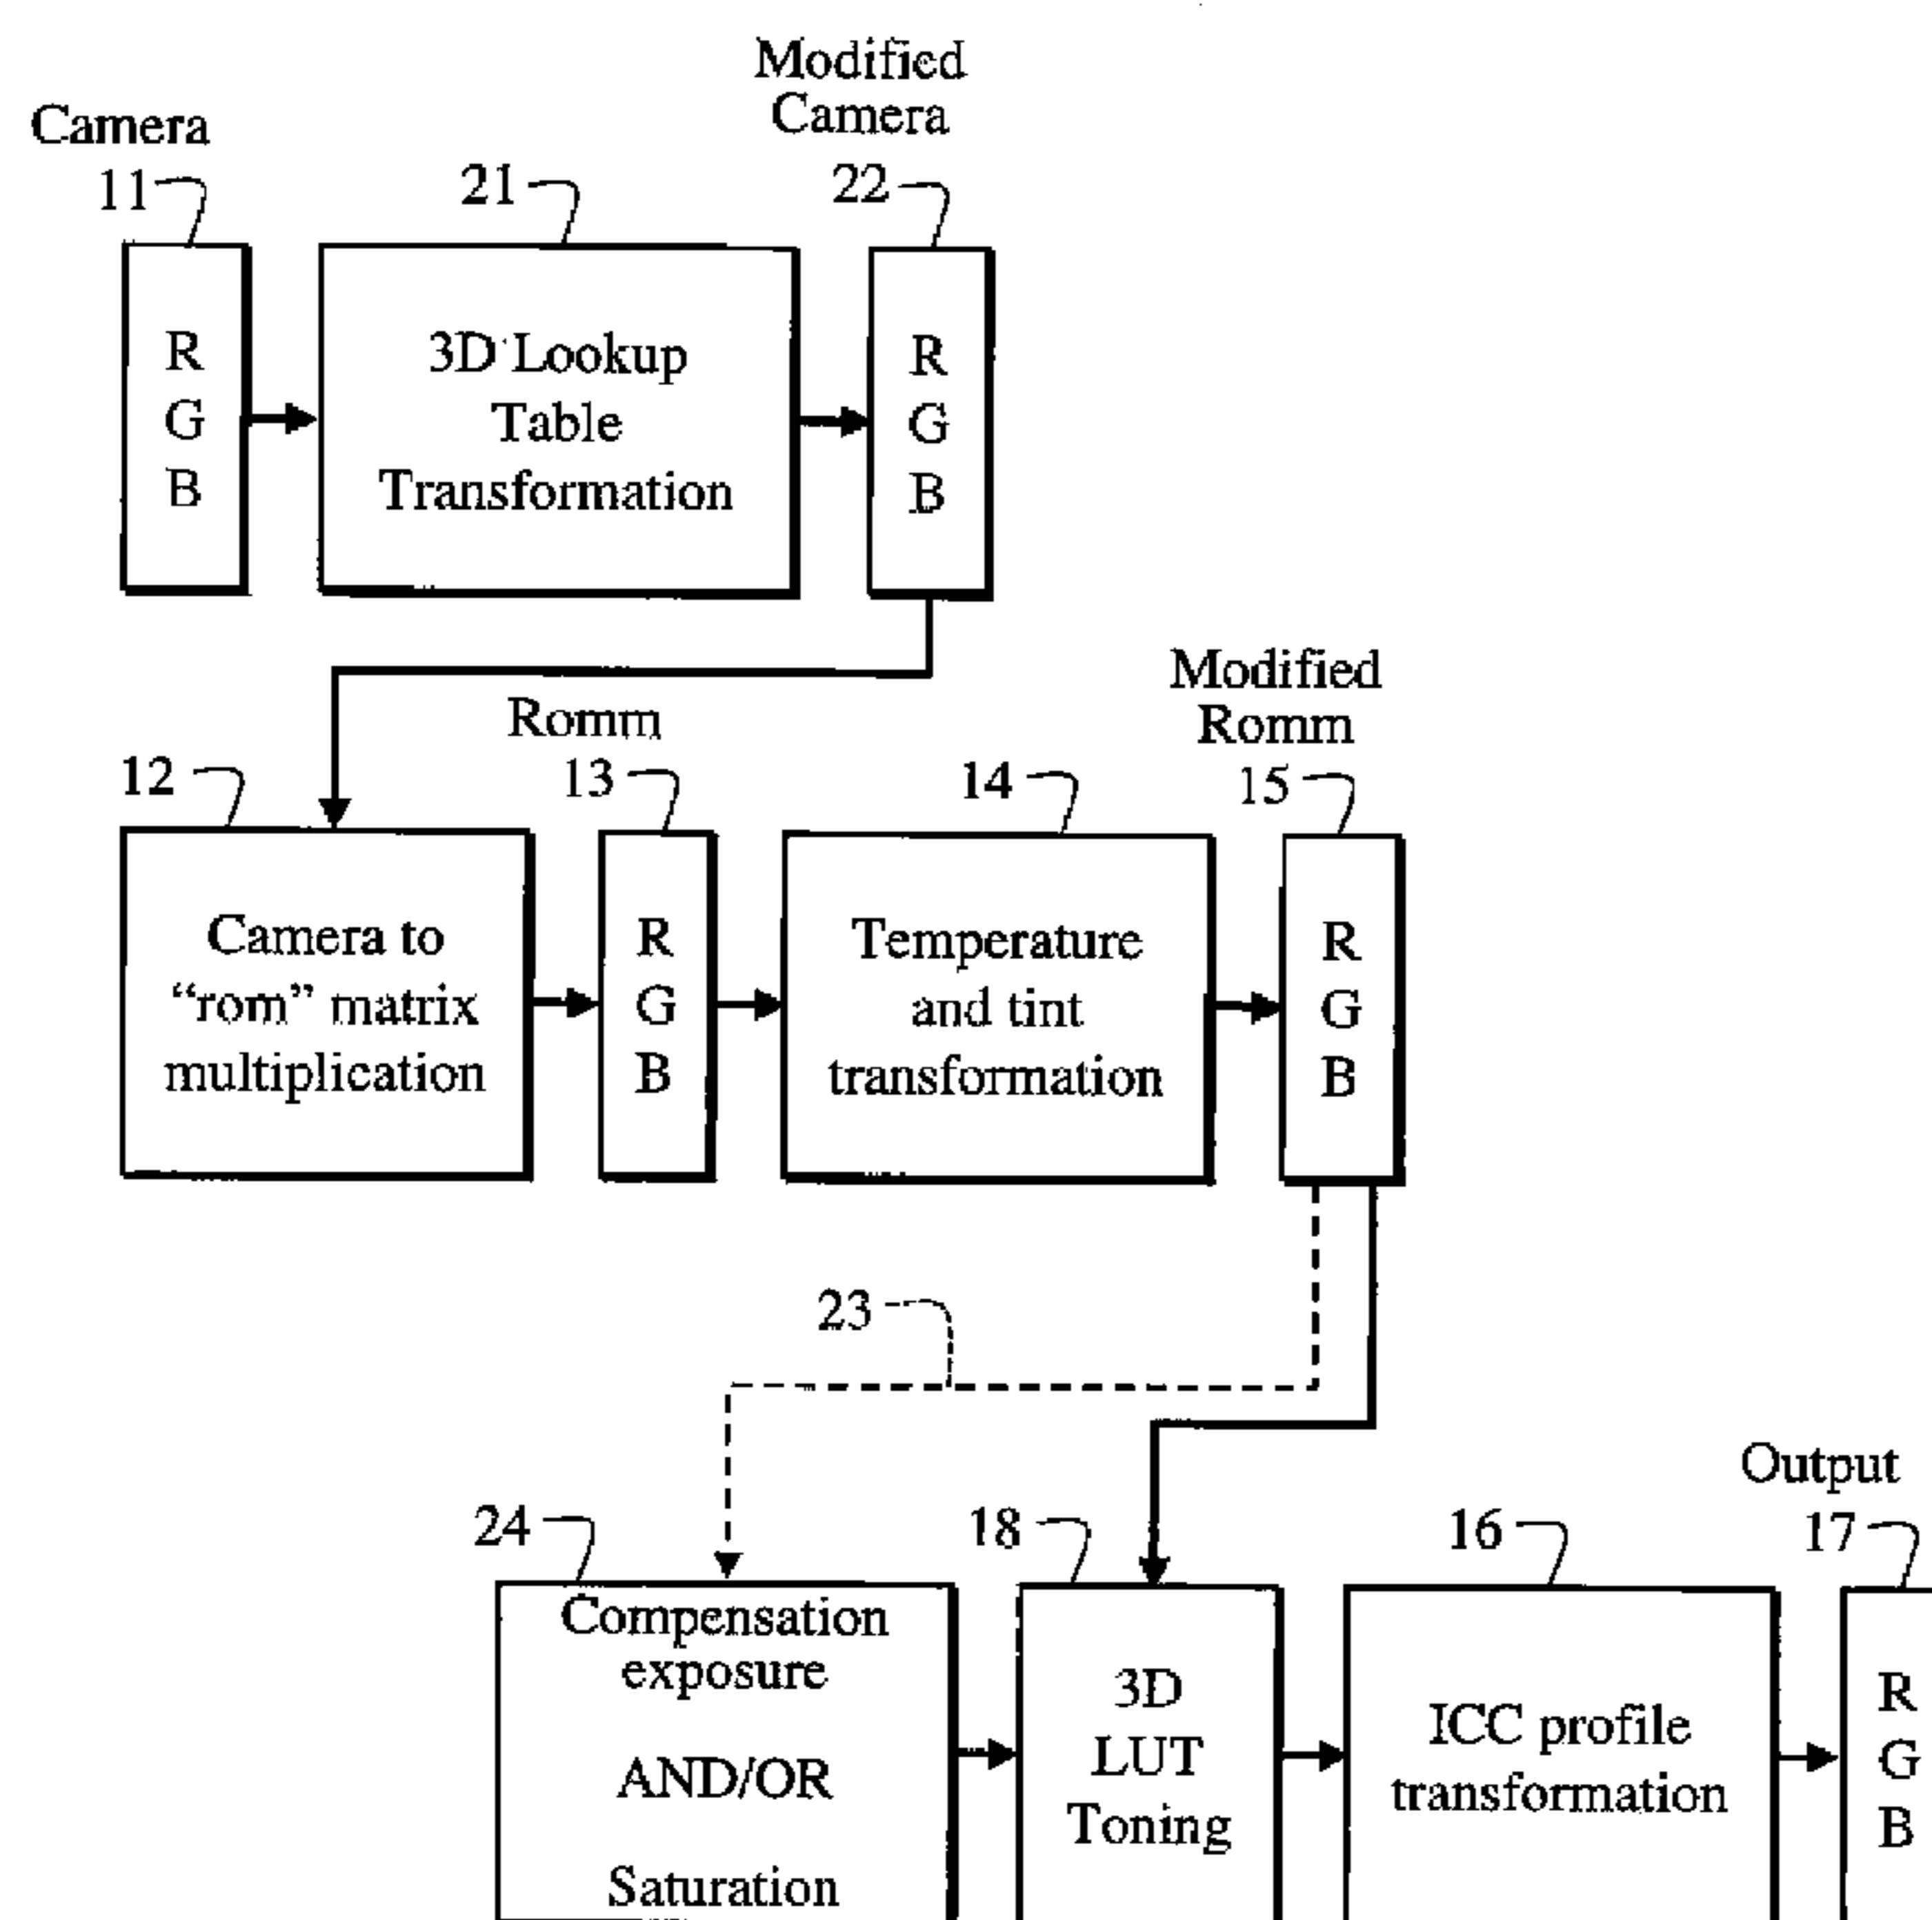 Modified
Camera
Camera
11
21
22
R
G
B
3D Lookup
Table
Transformation
R
G
B
Modified
Romm
Romm
12
13
14
15
Camera to
“rom” matrix
multiplication
R
G
B
Temperature
and tint
transformation
R
G
B
23
Output
24
18
16
17
Compensation
exposure
AND/OR
Saturation
3D
LUT
Toning
ICC profile
transformation
R
G
B